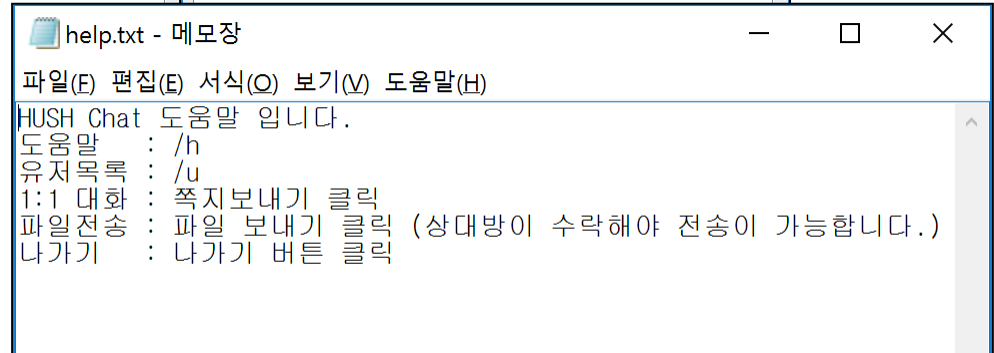 help.txt - 메모장
파일(F) 편집(E) 서식(O) 보기(V) 도움말(H)
HUSH Chat 도움말 입니다.
도움말   : /h
유저목록 : /u
1:1 대화 : 쪽지보내기 클릭
파일전송 : 파일 보내기 클릭 (상대방이 수락해야 전송이 가능합니다.)
나가기   : 나가기 버튼 클릭